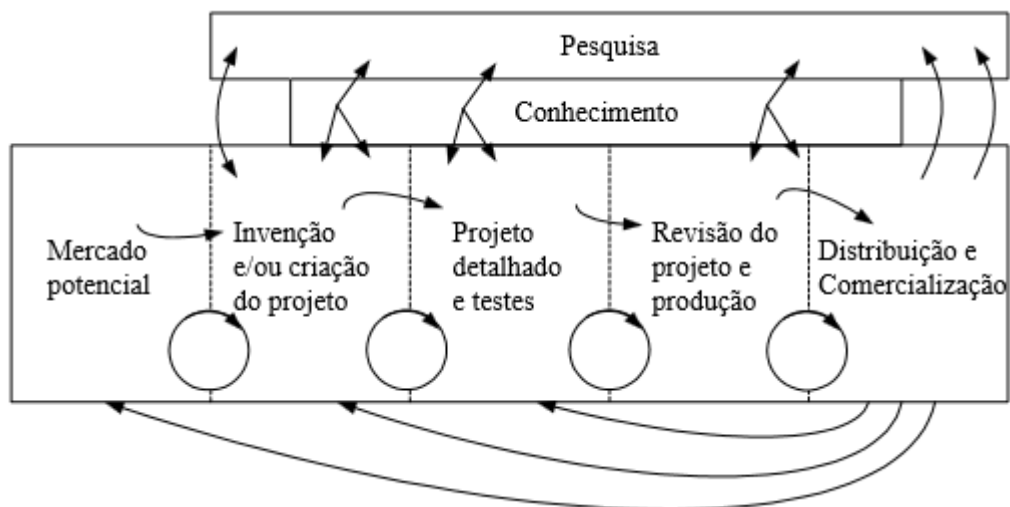 Pesquisa
Conhecimento
Mercado
potencial
Invenção
e/ou criação
do projeto
Projeto
detalhado
e testes
Revisão do
projeto e
produção
Distribuição e
Comercialização